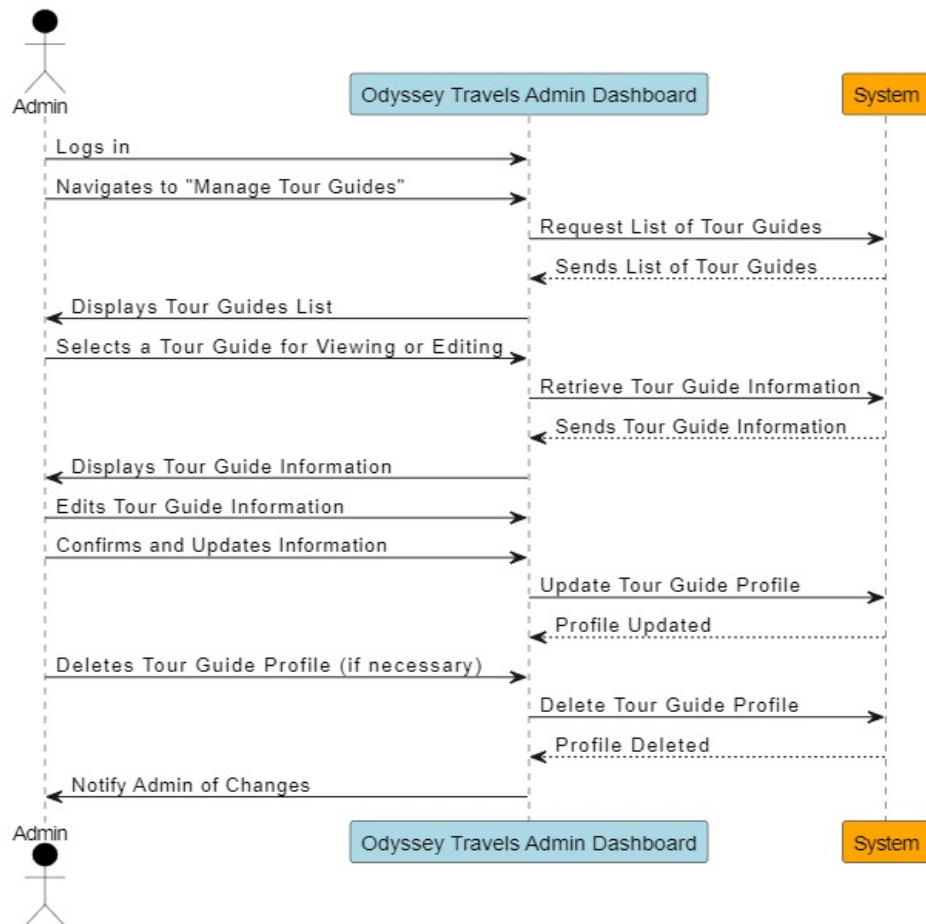 Admin
Odyssey Travels Admin Dashboard
System
Logs in
Navigates to "Manage Tour Guides"
Request List of Tour Guides
Sends List of Tour Guides
Displays Tour Guides List
Selects a Tour Guide for Viewing or Editing
Retrieve Tour Guide Information
Sends Tour Guide Information
Displays Tour Guide Information
Edits Tour Guide Information
Confirms and Updates Information
Update Tour Guide Profile
Profile Updated
Deletes Tour Guide Profile (if necessary)
Delete Tour Guide Profile
Profile Deleted
Notify Admin of Changes
Admin
Odyssey Travels Admin Dashboard
System